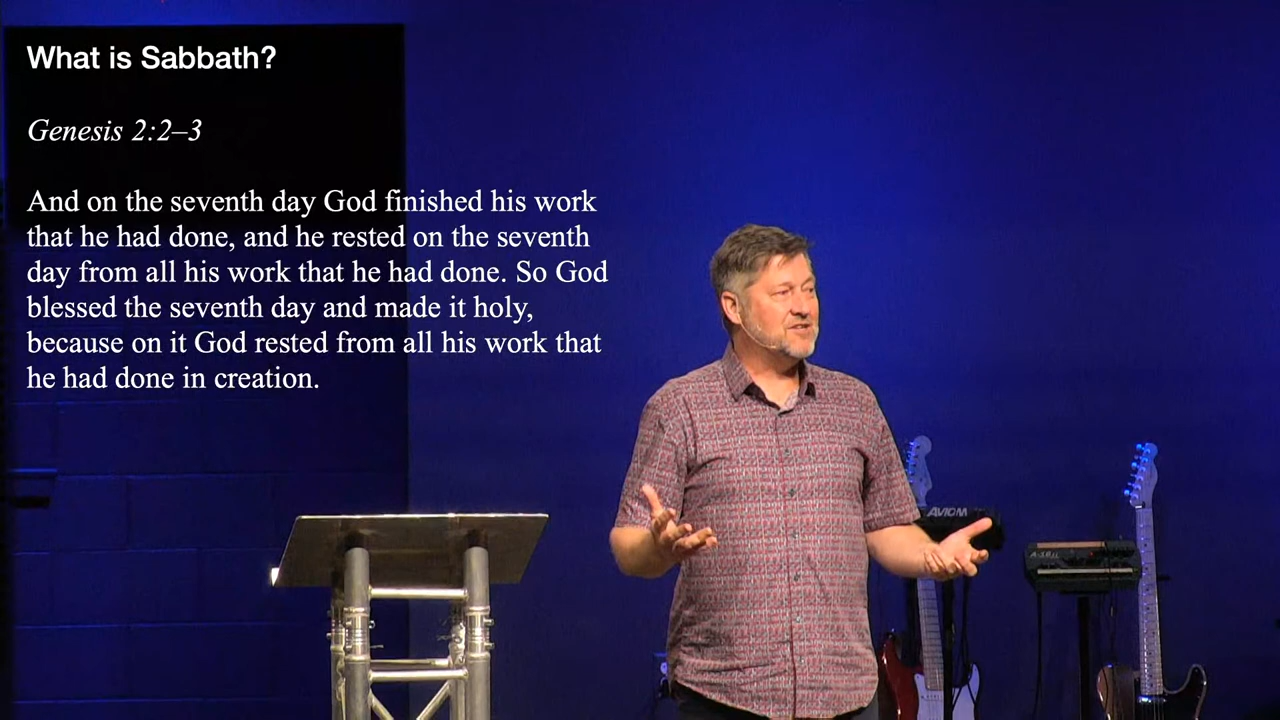 What is Sabbath?
Genesis 2:2–3
And on the seventh day God finished his work
that he had done, and he rested on the seventh
day from all his work that he had done. So God
blessed the seventh day and made it holy,
because on it God rested from all his work that
he had done in creation.
AVIOM